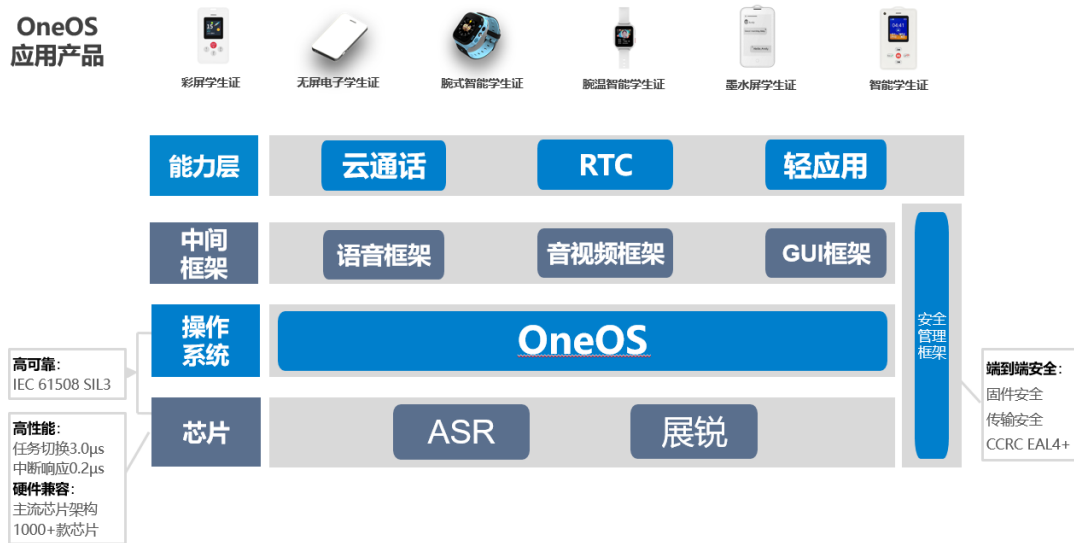 OneOS
应用产品
彩屏学生证
无屏电子学生证
腕式智能学生证
腕温智能学生证
墨水屏学生证
智能学生证
能力层
云通话
RTC
轻应用
中间
框架
语音框架
音视频框架
GUI框架
操作
系统
OneOS
芯片
ASR
展锐
安全
管理
框架
高可靠:
IEC 61508 SIL3
高性能:
任务切换3.0μs
中断响应0.2μs
硬件兼容:
主流芯片架构
1000+款芯片
端到端安全:
固件安全
传输安全
CCRC EAL4+